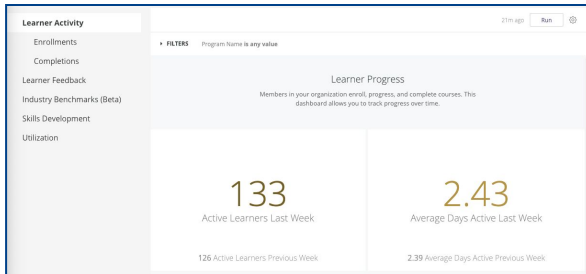 Learner Activity
21m ago Run
Enrollments
FILTERS Program Name is any value
Completions
Learner Feedback
Industry Benchmarks (Beta)
Skills Development
Utilization
Learner Progress
Members in your organization enroll, progress, and complete courses. This
dashboard allows you to track progress over time.
133
Active Learners Last Week
126 Active Learners Previous Week
2.43
Average Days Active Last Week
2.39 Average Days Active Previous Week